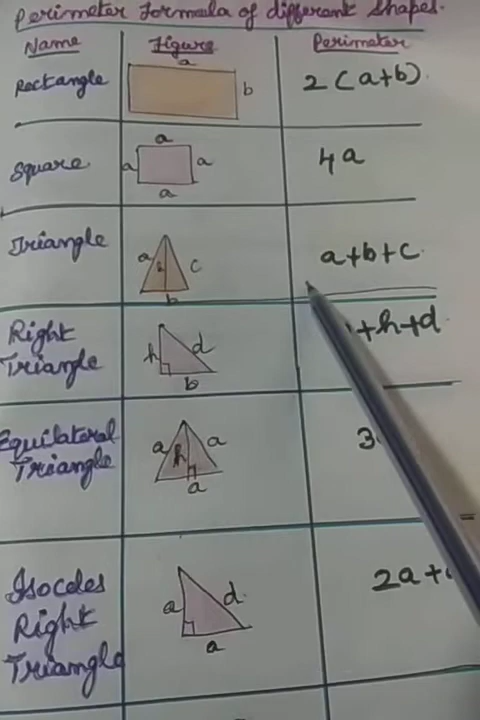 Perimeter Formula of different Shapes.
Name Figure Perimeter
Rectangle a b 2(a+b)
Square a a a a 4a
Triangle a h c b a+b+c
Right Triangle h d b +h+d
Equilateral Triangle a h a a 3
Isoceles Right Triangle a d a 2a+
=